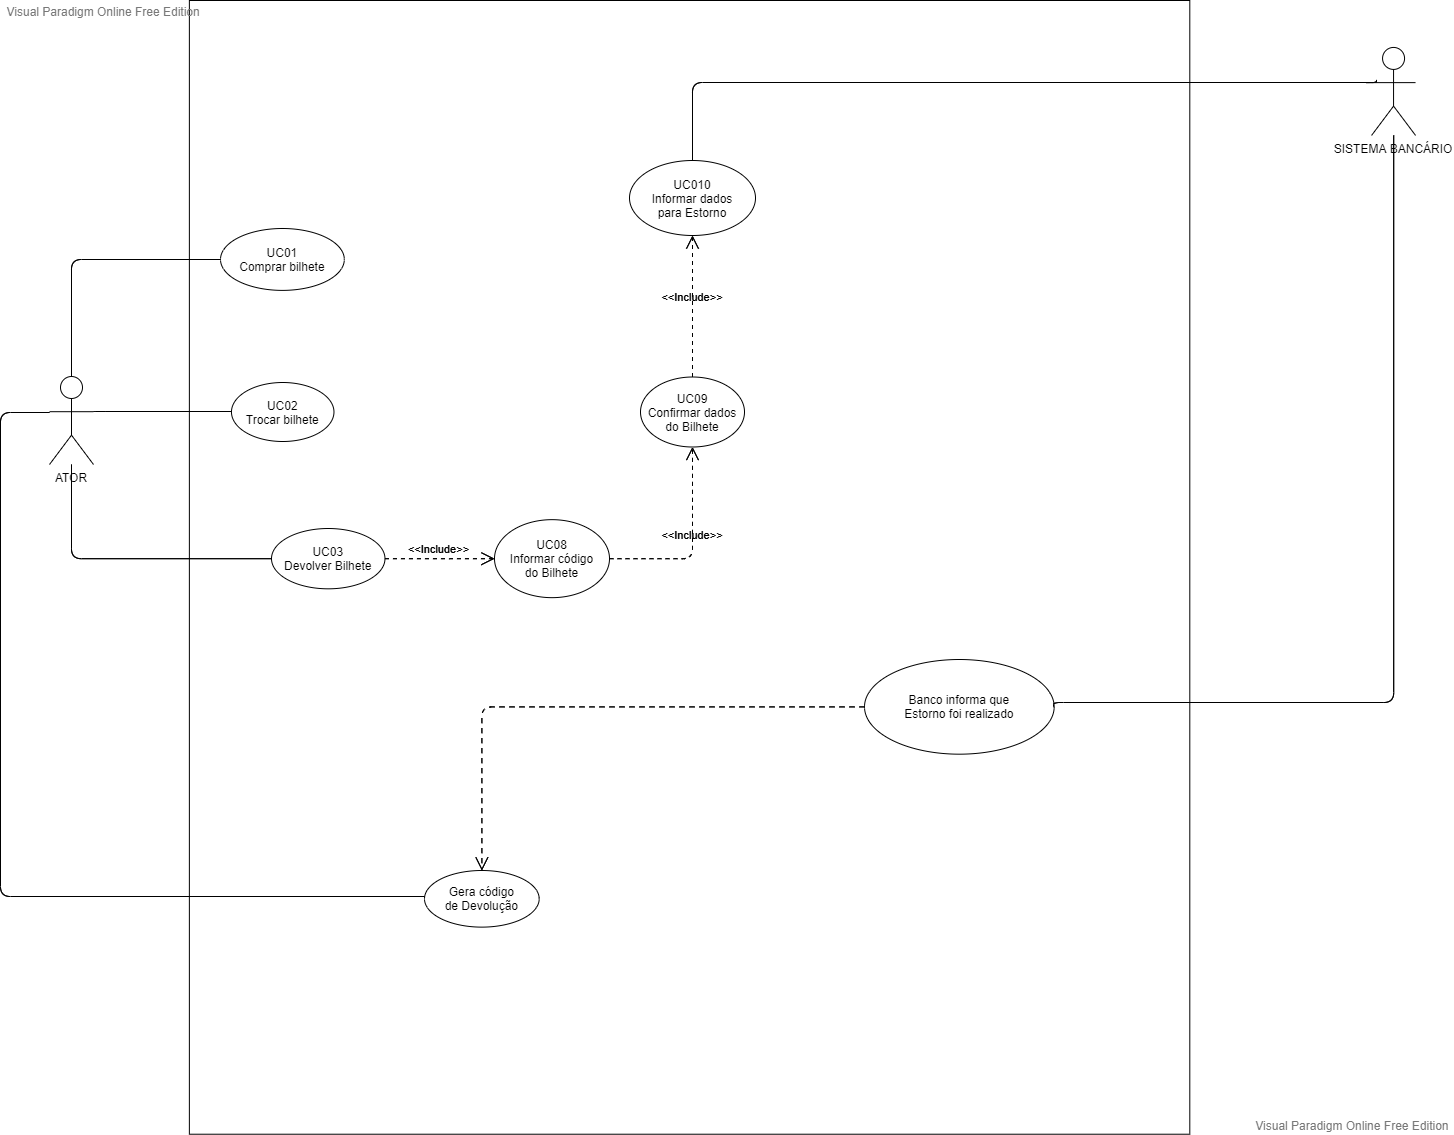 Visual Paradigm Online Free Edition
SISTEMA BANCÁRIO
UC010
Informar dados
para Estorno
UC01
Comprar bilhete
<<Include>>
UC02
Trocar bilhete
UC09
Confirmar dados
do Bilhete
ATOR
<<Include>>
UC03
Devolver Bilhete
<<Include>>
UC08
Informar código
do Bilhete
Banco informa que
Estorno foi realizado
Gera código
de Devolução
Visual Paradigm Online Free Edition